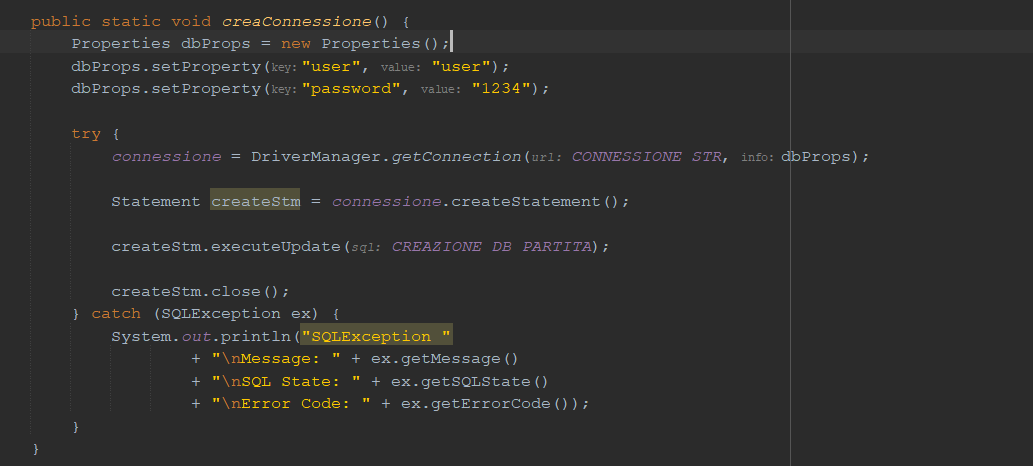 public static void creaConnessione() {
    Properties dbProps = new Properties();
    dbProps.setProperty(key: "user", value: "user");
    dbProps.setProperty(key: "password", value: "1234");

    try {
        connessione = DriverManager.getConnection(url: CONNESSIONE_STR, info: dbProps);

        Statement createStm = connessione.createStatement();

        createStm.executeUpdate(sql: CREAZIONE_DB_PARTITA);

        createStm.close();
    } catch (SQLException ex) {
        System.out.println("SQLException "
                + "\nMessage: " + ex.getMessage()
                + "\nSQL State: " + ex.getSQLState()
                + "\nError Code: " + ex.getErrorCode());
    }
}